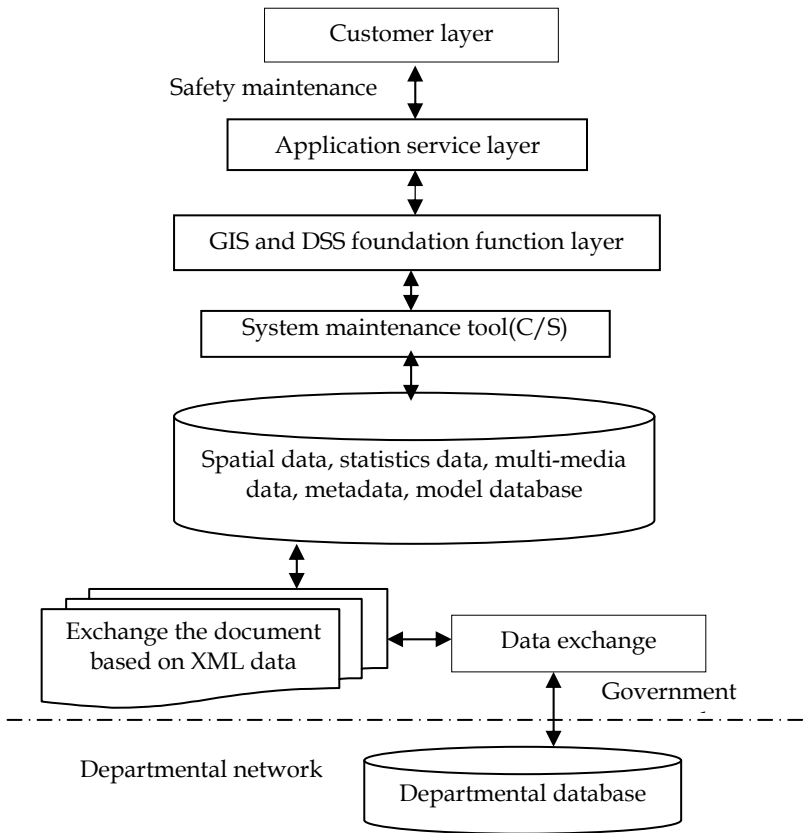 Customer layer
Safety maintenance
Application service layer
GIS and DSS foundation function layer
System maintenance tool(C/S)
Spatial data, statistics data, multi-media
data, metadata, model database
Exchange the document
based on XML data
Data exchange
Government
Departmental network
Departmental database